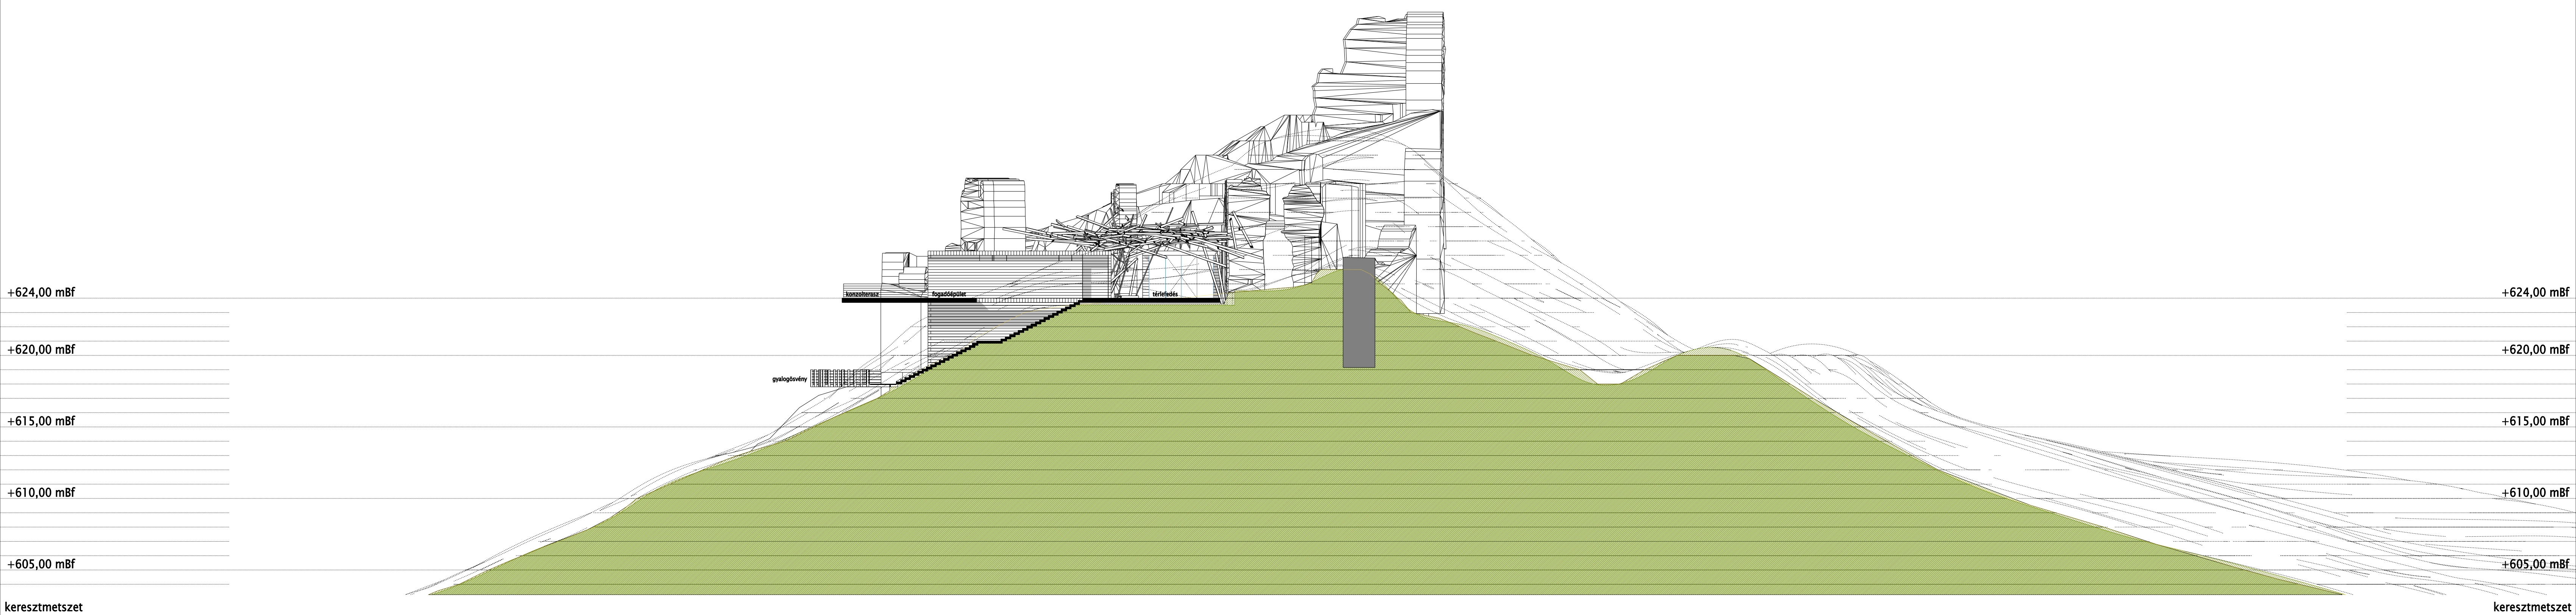 +624,00 mBf
+624,00 mBf
konzolterasz
fogadóépület
térlefedés
+620,00 mBf
+620,00 mBf
gyalogösvény
+615,00 mBf
+615,00 mBf
+610,00 mBf
+610,00 mBf
+605,00 mBf
+605,00 mBf
keresztmetszet
keresztmetszet